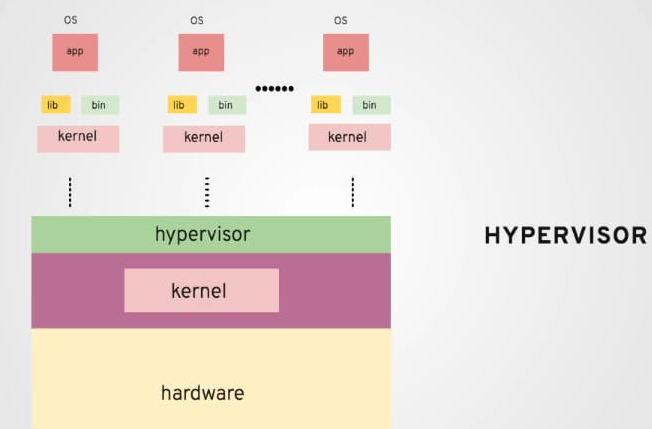 OS OS OS
app app app
lib bin lib bin lib bin
kernel kernel kernel
hypervisor
HYPERVISOR
kernel
hardware